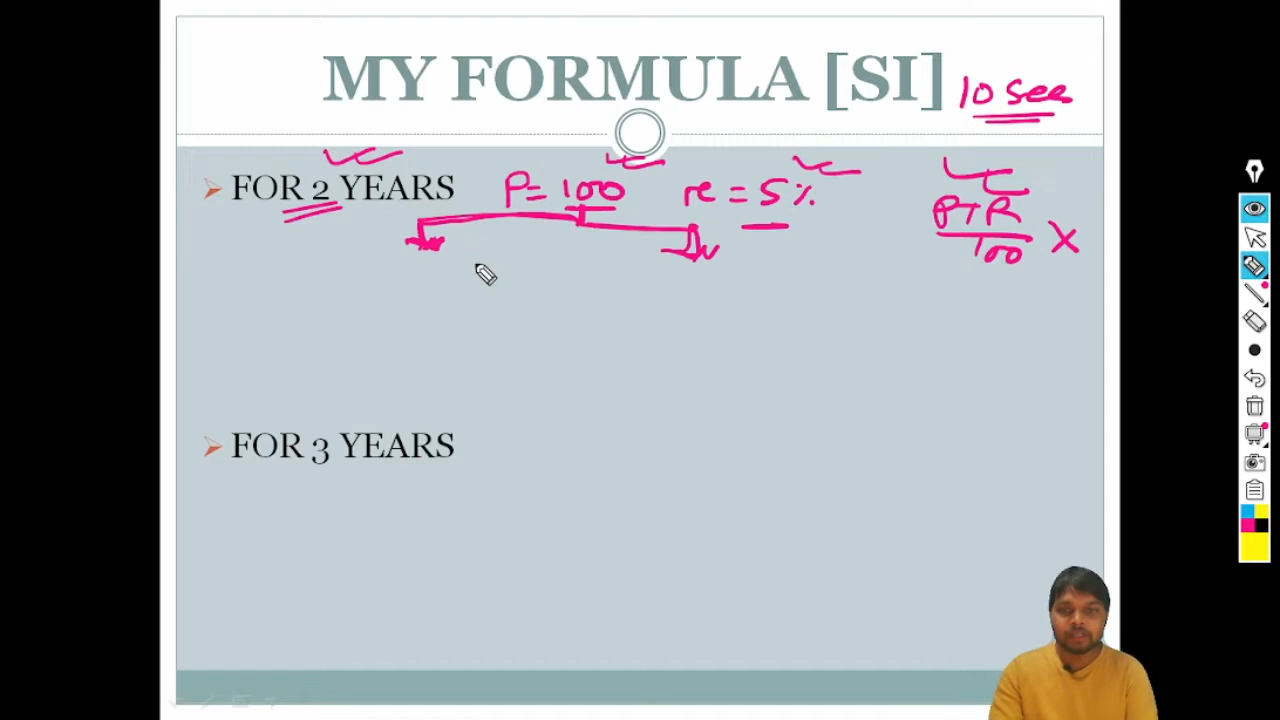 MY FORMULA [SI] 10 sec
FOR 2 YEARS P = 100 r = 5%
PTR
100 X
FOR 3 YEARS